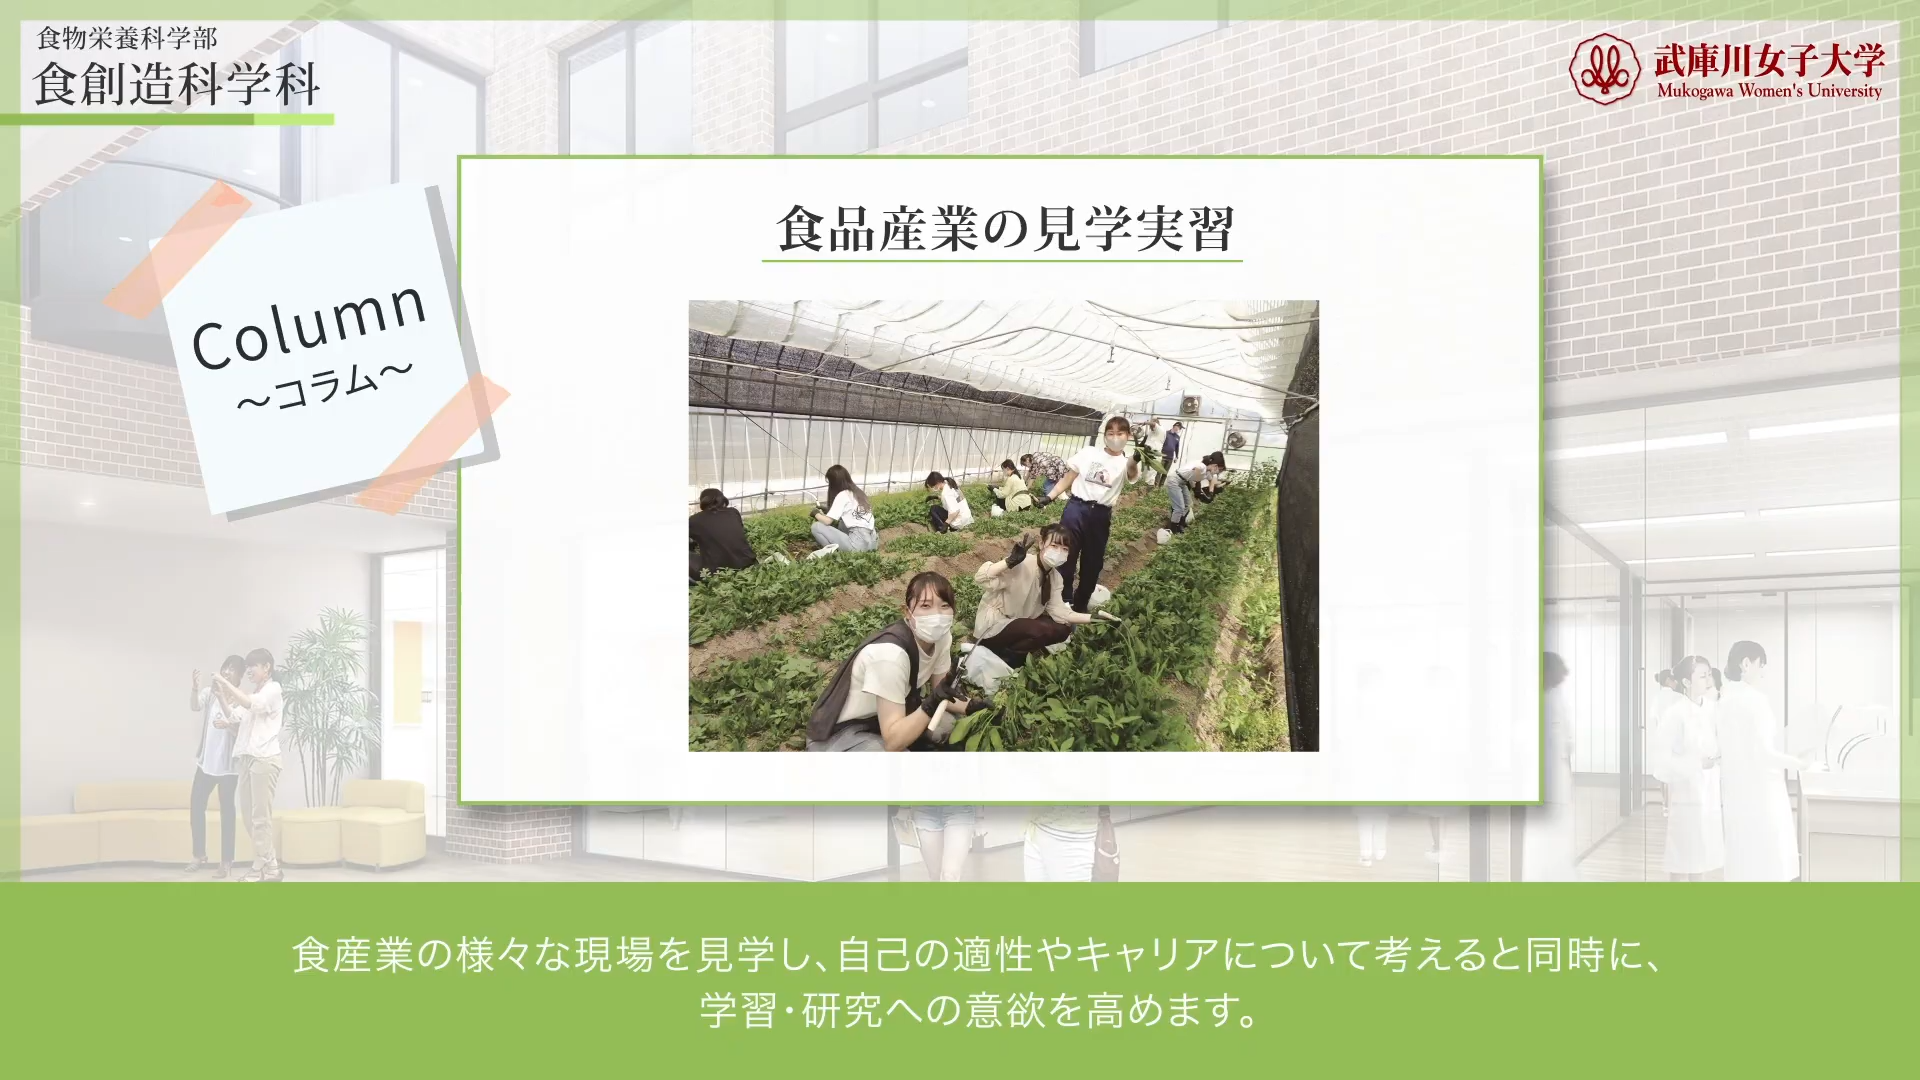 食物栄養科学部
食創造科学科
武庫川女子大学
Mukogawa Women's University
食品産業の見学実習
Column
～コラム～
食産業の様々な現場を見学し、自己の適性やキャリアについて考えると同時に、
学習・研究への意欲を高めます。